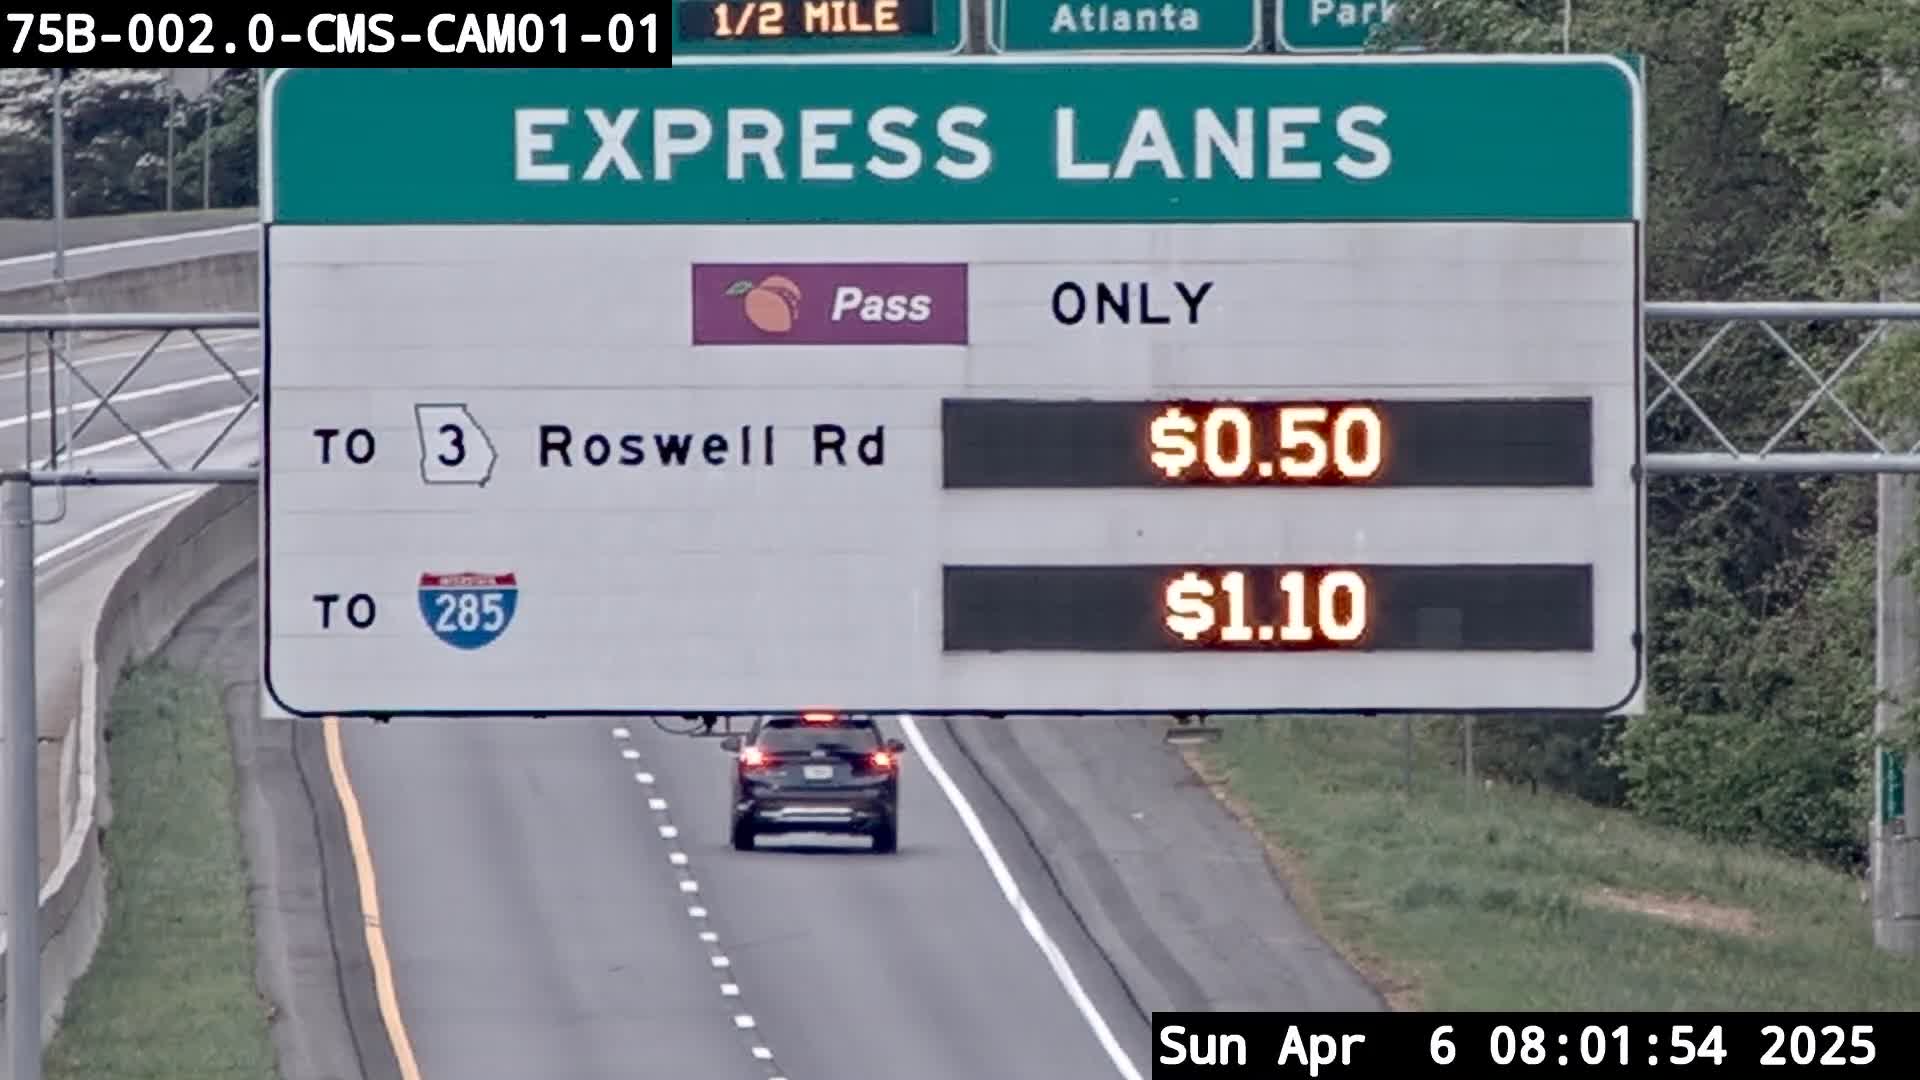 75B-002.0-CMS-CAM01-01
1/2 MILE
Atlanta
Park
EXPRESS LANES
Pass ONLY
TO 3 Roswell Rd $0.50
TO INTERSTATE 285 $1.10
Sun Apr 6 08:01:54 2025